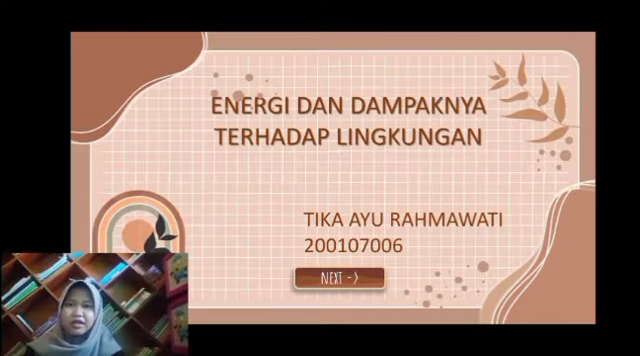 ENERGI DAN DAMPAKNYA
TERHADAP LINGKUNGAN
TIKA AYU RAHMAWATI
200107006
NEXT ->